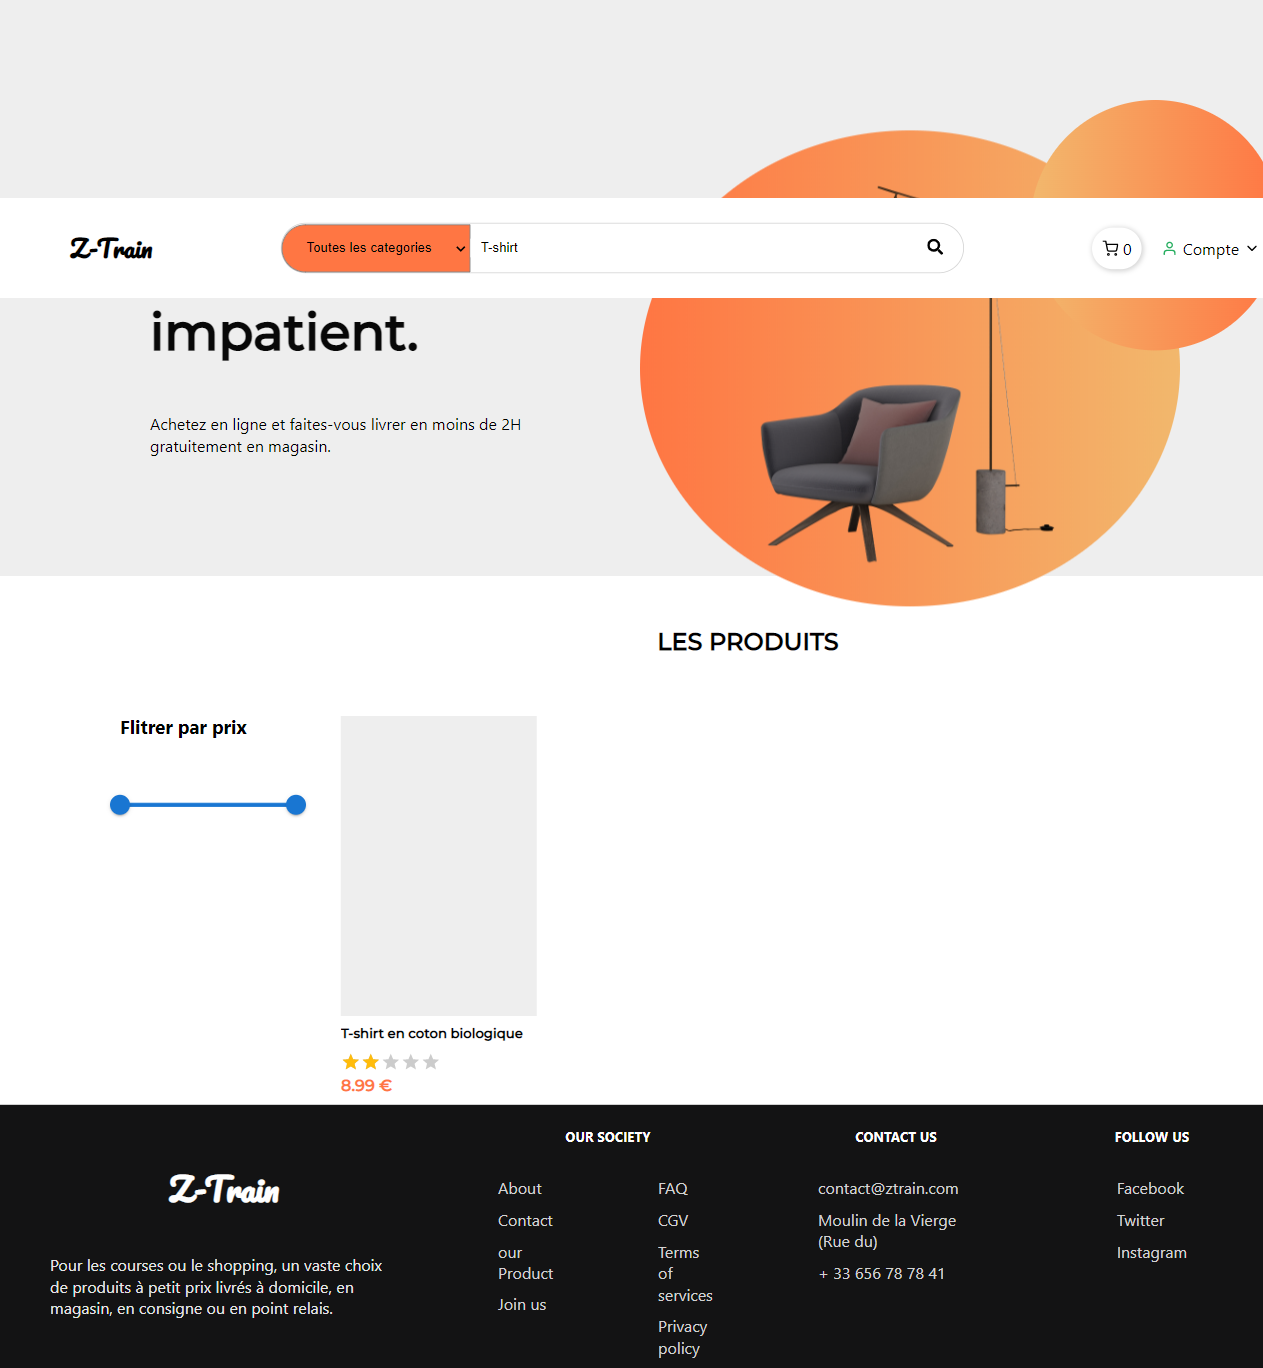 Z-Train
Toutes les categories
T-shirt
0
Compte
impatient.
Achetez en ligne et faites-vous livrer en moins de 2H
gratuitement en magasin.
LES PRODUITS
Flitrer par prix
T-shirt en coton biologique
8.99 €
Z-Train
Pour les courses ou le shopping, un vaste choix
de produits à petit prix livrés à domicile, en
magasin, en consigne ou en point relais.
OUR SOCIETY
About
Contact
our
Product
Join us
FAQ
CGV
Terms
of
services
Privacy
policy
CONTACT US
contact@ztrain.com
Moulin de la Vierge
(Rue du)
+ 33 656 78 78 41
FOLLOW US
Facebook
Twitter
Instagram